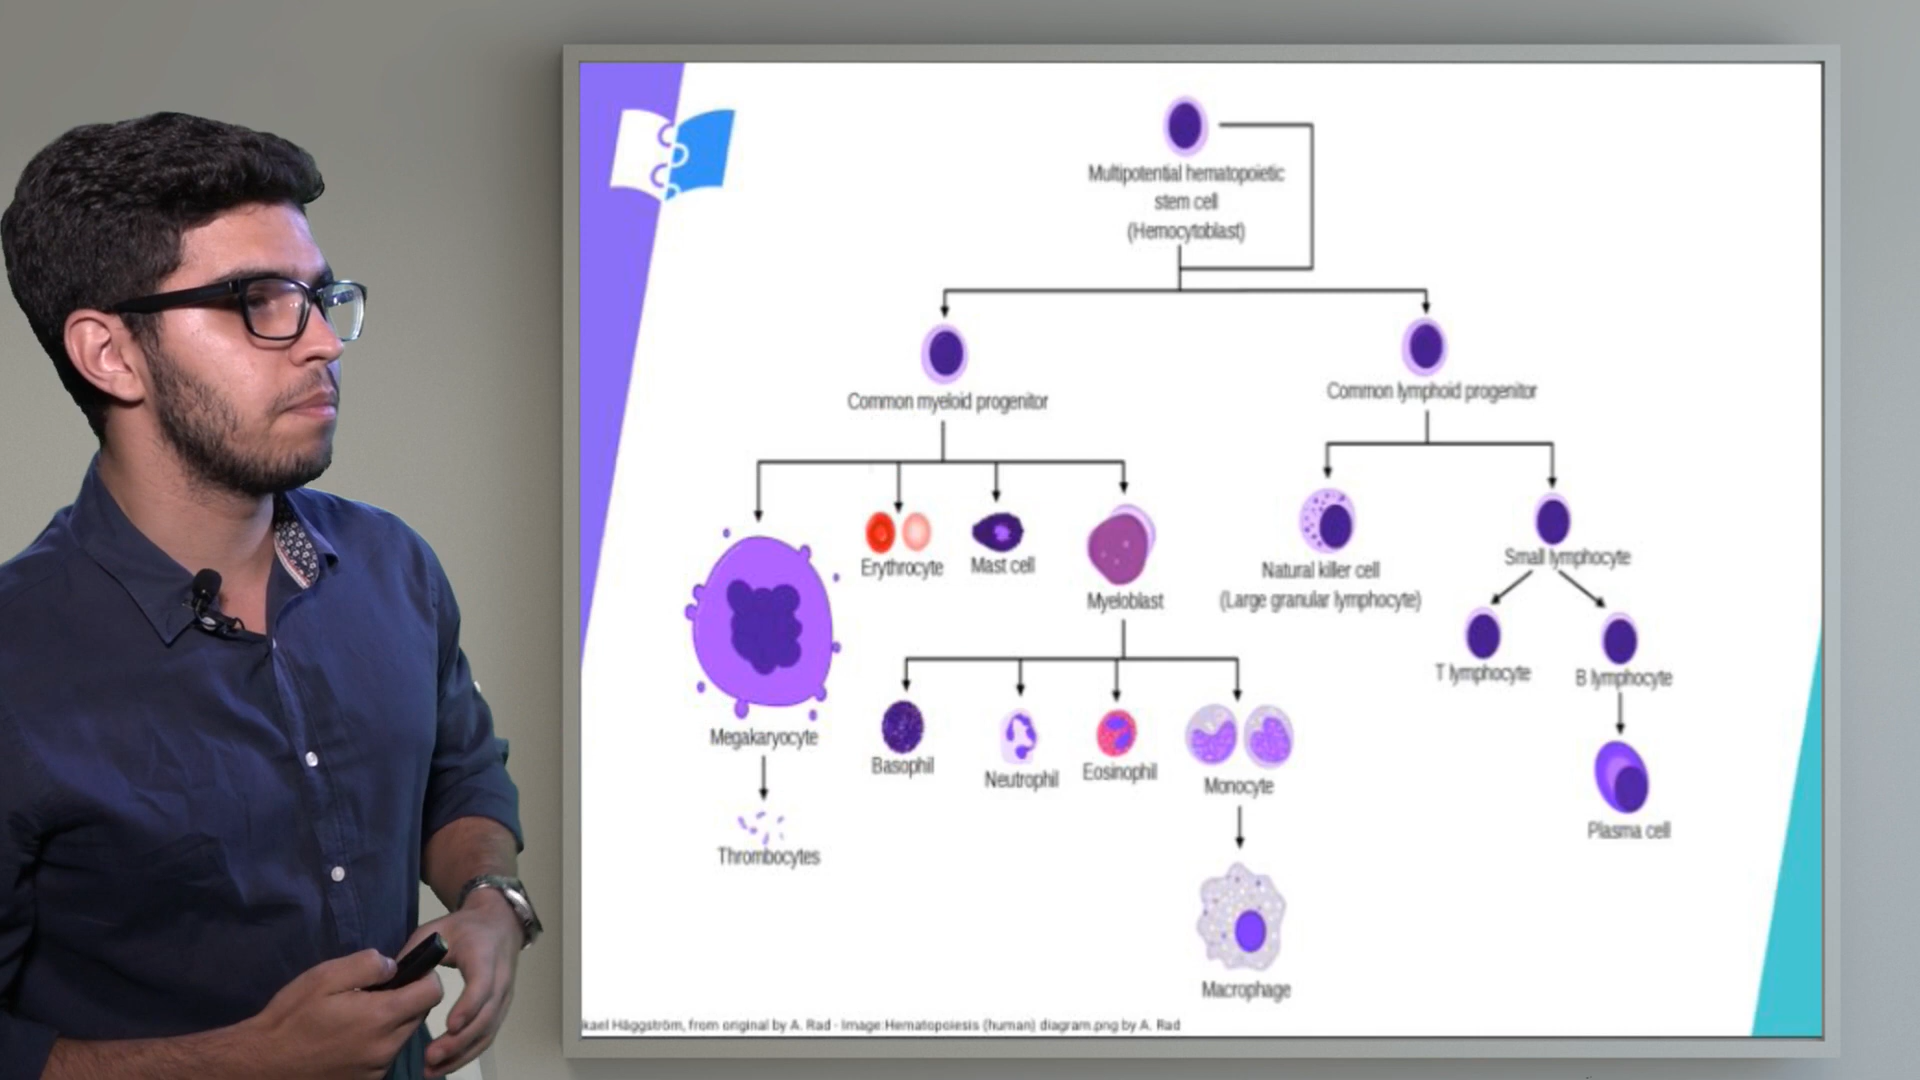 Multipotential hematopoietic
stem cell
(Hemocytoblast)
Common myeloid progenitor
Common lymphoid progenitor
Erythrocyte
Mast cell
Myeloblast
Natural killer cell
(Large granular lymphocyte)
Small lymphocyte
T lymphocyte
B lymphocyte
Megakaryocyte
Basophil
Neutrophil
Eosinophil
Monocyte
Plasma cell
Thrombocytes
Macrophage
kael Häggström, from original by A. Rad - Image:Hematopoiesis (human) diagram.png by A. Rad